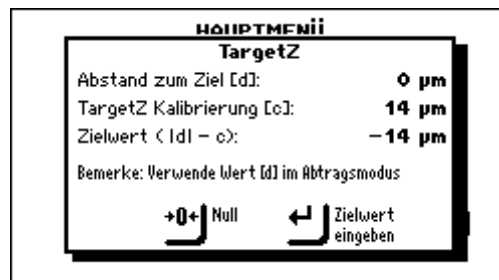 HAUPTMENü
TargetZ
Abstand zum Ziel [d]: 0 µm
TargetZ Kalibrierung [c]: 14 µm
Zielwert ( |d| – c): –14 µm
Bemerke: Verwende Wert [d] im Abtragsmodus
→0← Null
Zielwert
eingeben